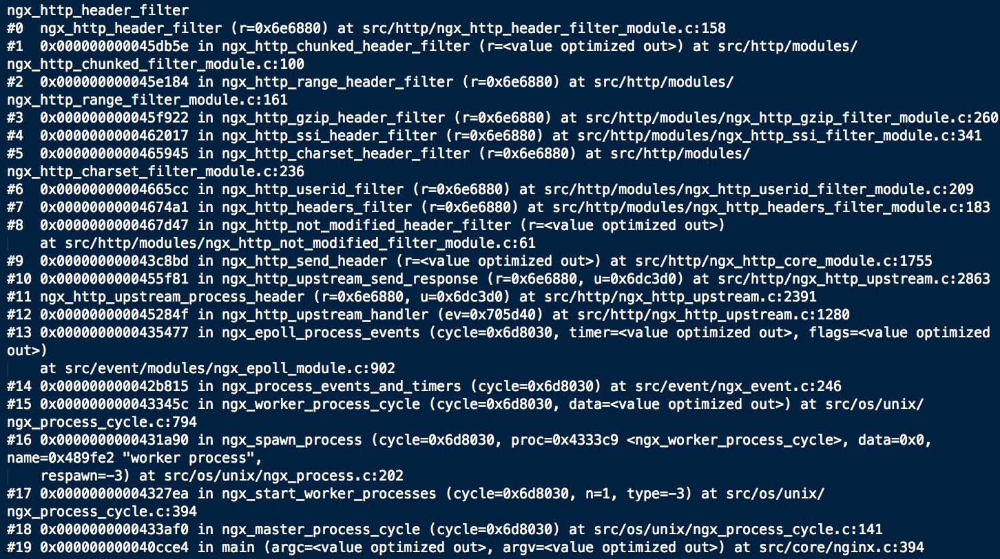 ngx_http_header_filter
#0  ngx_http_header_filter (r=0x6e6880) at src/http/ngx_http_header_filter_module.c:158
#1  0x000000000045db5e in ngx_http_chunked_header_filter (r=<value optimized out>) at src/http/modules/
ngx_http_chunked_filter_module.c:100
#2  0x000000000045e184 in ngx_http_range_header_filter (r=0x6e6880) at src/http/modules/
ngx_http_range_filter_module.c:161
#3  0x000000000045f922 in ngx_http_gzip_header_filter (r=0x6e6880) at src/http/modules/ngx_http_gzip_filter_module.c:260
#4  0x0000000000462017 in ngx_http_ssi_header_filter (r=0x6e6880) at src/http/modules/ngx_http_ssi_filter_module.c:341
#5  0x0000000000465945 in ngx_http_charset_header_filter (r=0x6e6880) at src/http/modules/
ngx_http_charset_filter_module.c:236
#6  0x00000000004665cc in ngx_http_userid_filter (r=0x6e6880) at src/http/modules/ngx_http_userid_filter_module.c:209
#7  0x00000000004674a1 in ngx_http_headers_filter (r=0x6e6880) at src/http/modules/ngx_http_headers_filter_module.c:183
#8  0x0000000000467d47 in ngx_http_not_modified_header_filter (r=<value optimized out>)
    at src/http/modules/ngx_http_not_modified_filter_module.c:61
#9  0x000000000043c8bd in ngx_http_send_header (r=<value optimized out>) at src/http/ngx_http_core_module.c:1755
#10 0x0000000000455f81 in ngx_http_upstream_send_response (r=0x6e6880, u=0x6dc3d0) at src/http/ngx_http_upstream.c:2863
#11 ngx_http_upstream_process_header (r=0x6e6880, u=0x6dc3d0) at src/http/ngx_http_upstream.c:2391
#12 0x000000000045284f in ngx_http_upstream_handler (ev=0x705d40) at src/http/ngx_http_upstream.c:1280
#13 0x0000000000435477 in ngx_epoll_process_events (cycle=0x6d8030, timer=<value optimized out>, flags=<value optimized
out>)
    at src/event/modules/ngx_epoll_module.c:902
#14 0x000000000042b815 in ngx_process_events_and_timers (cycle=0x6d8030) at src/event/ngx_event.c:246
#15 0x000000000043345c in ngx_worker_process_cycle (cycle=0x6d8030, data=<value optimized out>) at src/os/unix/
ngx_process_cycle.c:794
#16 0x0000000000431a90 in ngx_spawn_process (cycle=0x6d8030, proc=0x4333c9 <ngx_worker_process_cycle>, data=0x0,
name=0x489fe2 "worker process",
    respawn=-3) at src/os/unix/ngx_process.c:202
#17 0x00000000004327ea in ngx_start_worker_processes (cycle=0x6d8030, n=1, type=-3) at src/os/unix/
ngx_process_cycle.c:394
#18 0x0000000000433af0 in ngx_master_process_cycle (cycle=0x6d8030) at src/os/unix/ngx_process_cycle.c:141
#19 0x000000000040cce4 in main (argc=<value optimized out>, argv=<value optimized out>) at src/core/nginx.c:394